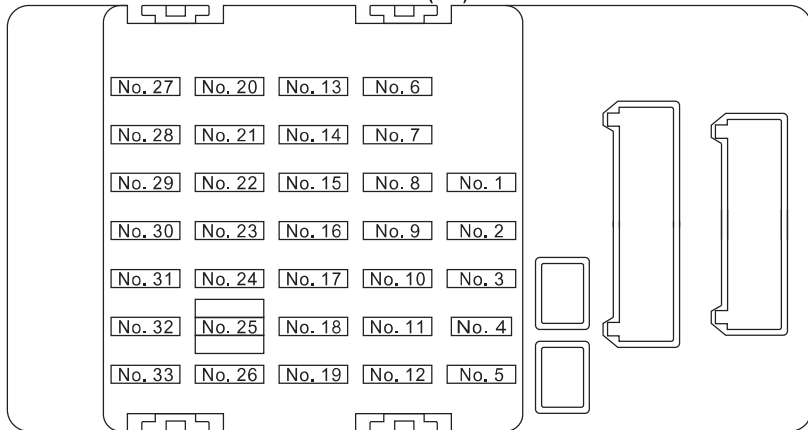 No. 27 No. 20 No. 13 No. 6
No. 28 No. 21 No. 14 No. 7
No. 29 No. 22 No. 15 No. 8 No. 1
No. 30 No. 23 No. 16 No. 9 No. 2
No. 31 No. 24 No. 17 No. 10 No. 3
No. 32 No. 25 No. 18 No. 11 No. 4
No. 33 No. 26 No. 19 No. 12 No. 5